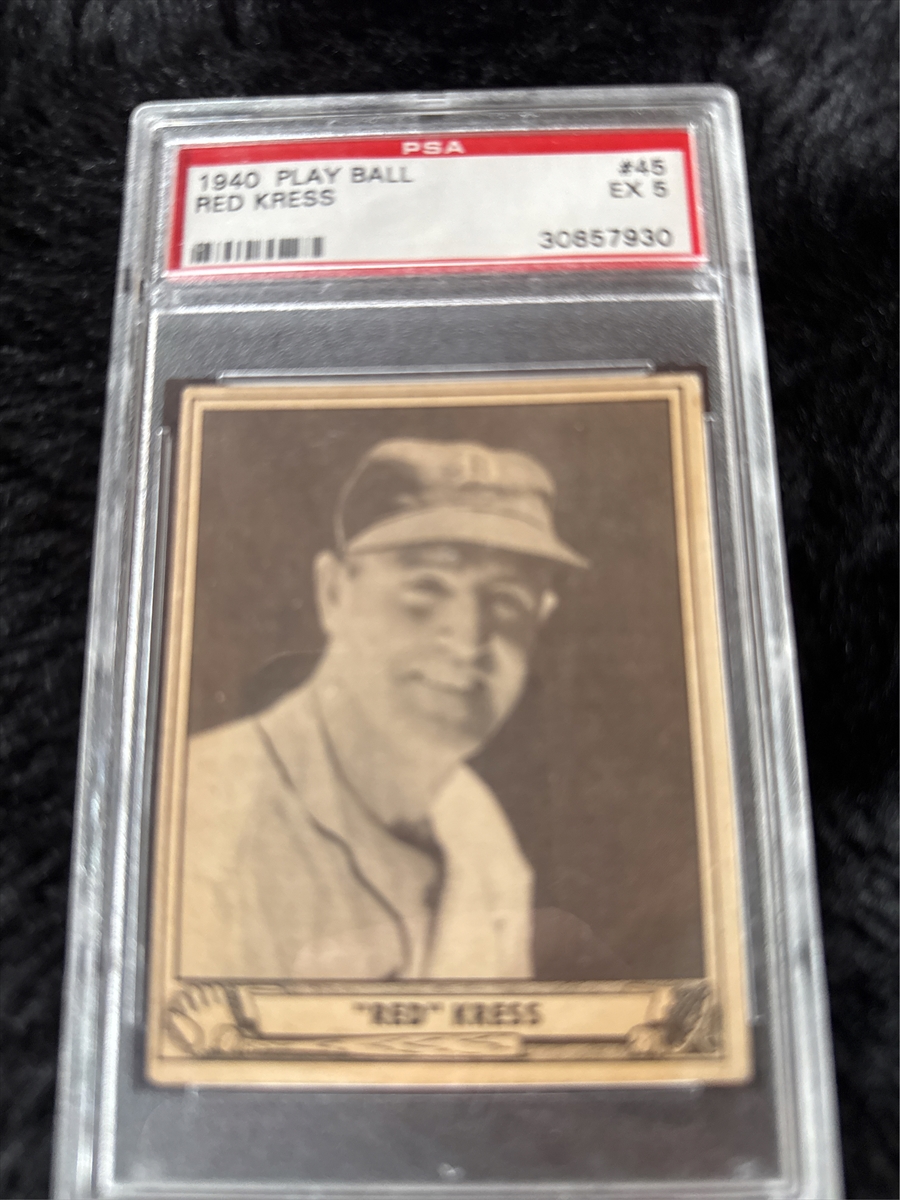 PSA
1940 PLAY BALL #45
RED KRESS EX 5
30857930
"RED" KRESS